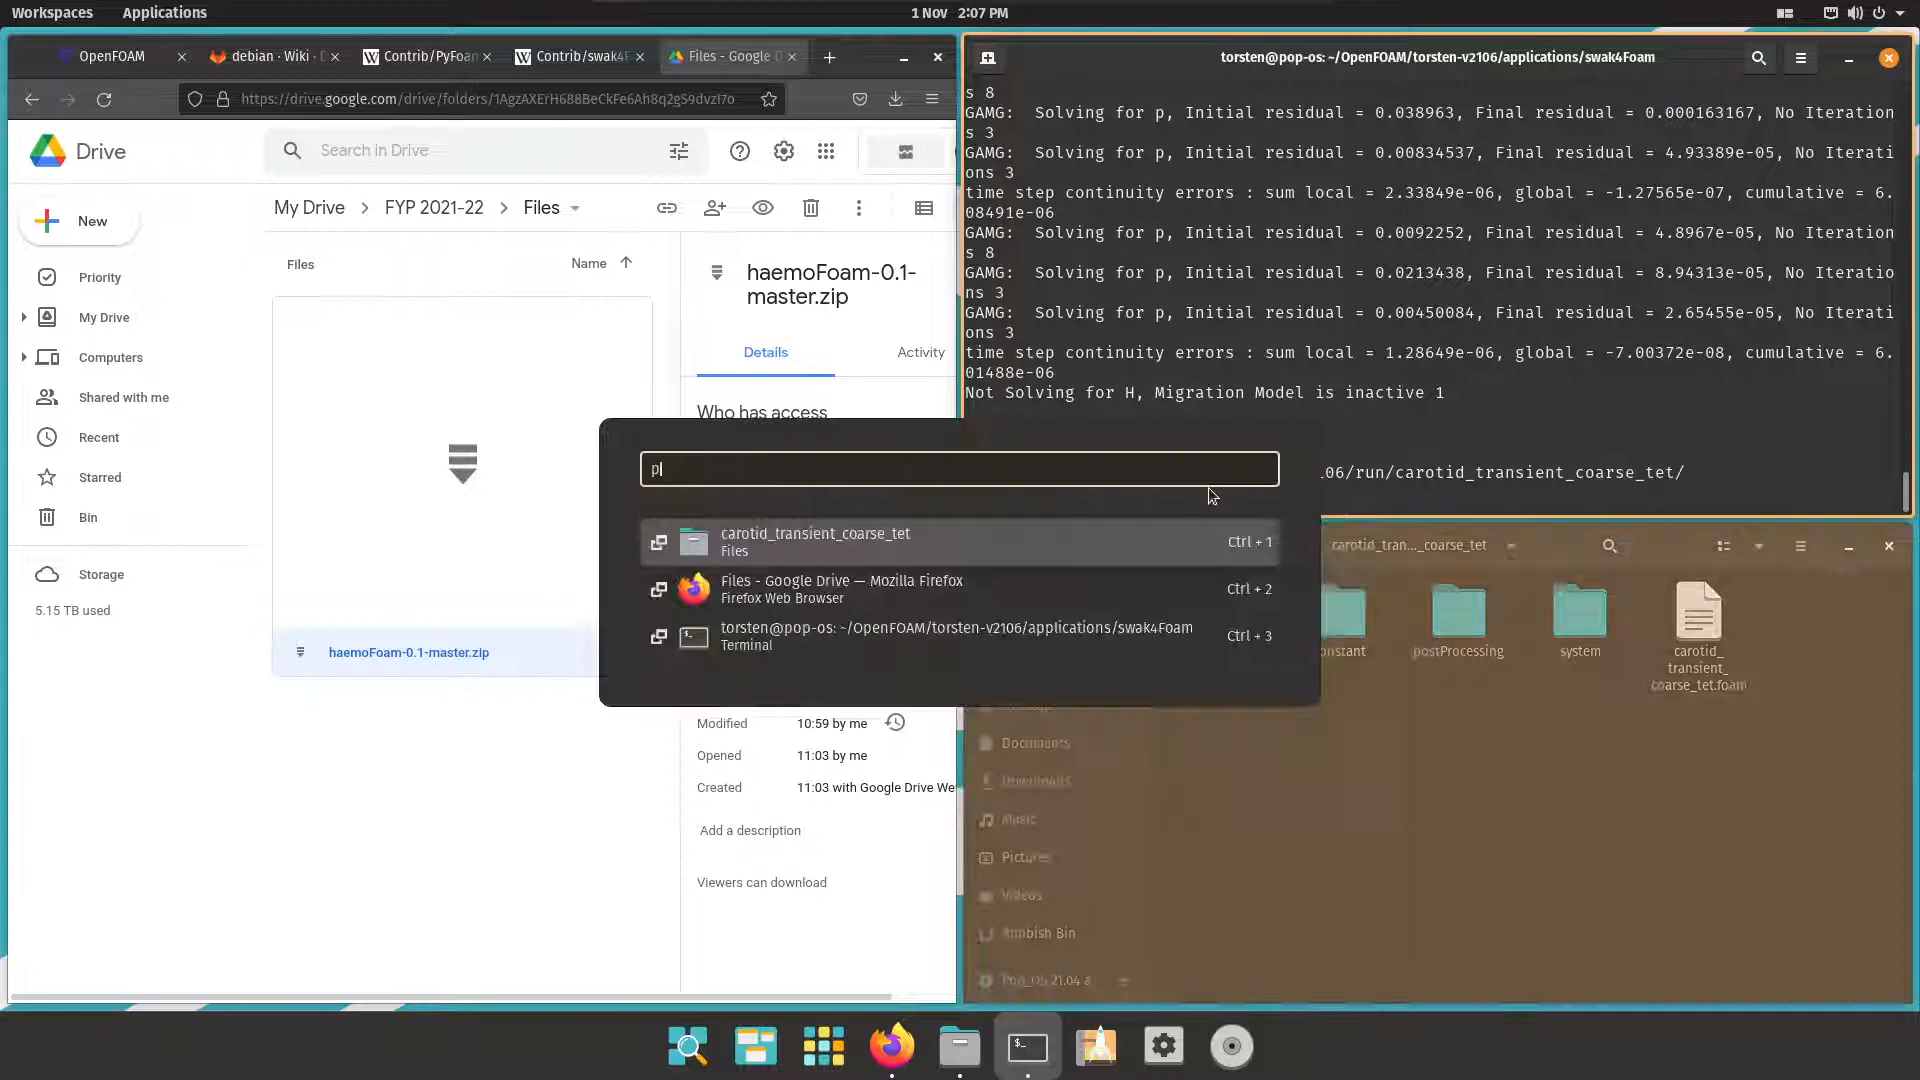 Workspaces Applications 1 Nov 2:07 PM
OpenFOAM debian · Wiki · Contrib/PyFoam Contrib/swak4F Files - Google D
https://drive.google.com/drive/folders/1AgzAXErH688BeCkFe6Ah8q2gS9dvzi7o
Drive
Search in Drive
New
Priority
My Drive
Computers
Shared with me
Recent
Starred
Bin
Storage
5.15 TB used
My Drive > FYP 2021-22 > Files
Files
Name
haemoFoam-0.1-master.zip
haemoFoam-0.1-
master.zip
Details Activity
Who has access
Modified 10:59 by me
Opened 11:03 by me
Created 11:03 with Google Drive We
Add a description
Viewers can download
torsten@pop-os: ~/OpenFOAM/torsten-v2106/applications/swak4Foam
s 8
GAMG:  Solving for p, Initial residual = 0.038963, Final residual = 0.000163167, No Iteration
s 3
GAMG:  Solving for p, Initial residual = 0.00834537, Final residual = 4.93389e-05, No Iterati
ons 3
time step continuity errors : sum local = 2.33849e-06, global = -1.27565e-07, cumulative = 6.
08491e-06
GAMG:  Solving for p, Initial residual = 0.0092252, Final residual = 4.8967e-05, No Iteration
s 8
GAMG:  Solving for p, Initial residual = 0.0213438, Final residual = 8.94313e-05, No Iteratio
ns 3
GAMG:  Solving for p, Initial residual = 0.00450084, Final residual = 2.65455e-05, No Iterati
ons 3
time step continuity errors : sum local = 1.28649e-06, global = -7.00372e-08, cumulative = 6.
01488e-06
Not Solving for H, Migration Model is inactive 1
.06/run/carotid_transient_coarse_tet/
p
carotid_transient_coarse_tet
Files
Ctrl + 1
Files - Google Drive — Mozilla Firefox
Firefox Web Browser
Ctrl + 2
torsten@pop-os: ~/OpenFOAM/torsten-v2106/applications/swak4Foam
Terminal
Ctrl + 3
carotid_tran..._coarse_tet
onstant
postProcessing
system
carotid_
transient_
coarse_tet.foam
Documents
Downloads
Music
Pictures
Videos
Rubbish Bin
Pop_OS 21.04 a